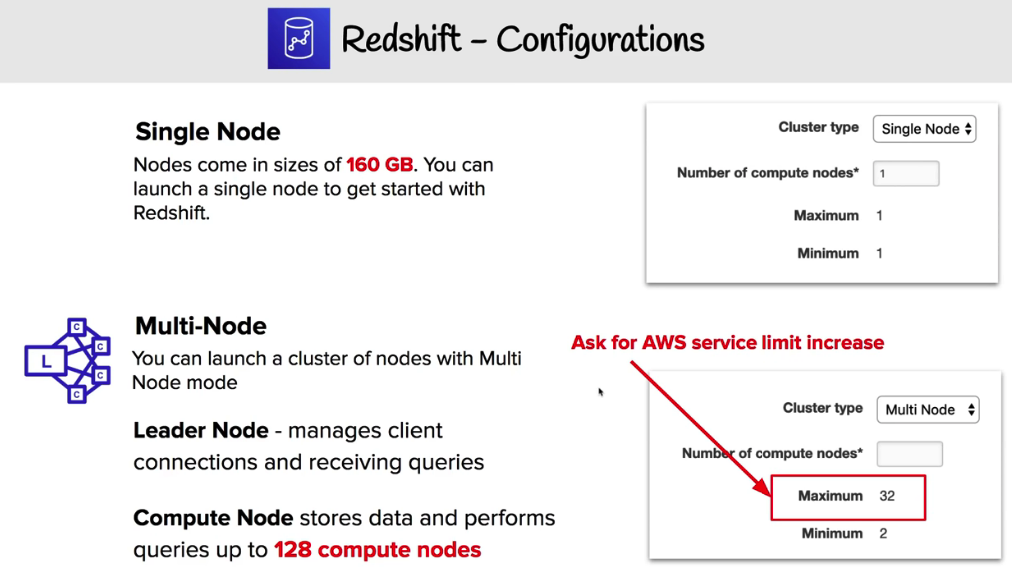 Redshift - Configurations
Single Node
Nodes come in sizes of 160 GB. You can
launch a single node to get started with
Redshift.
Cluster type Single Node
Number of compute nodes* 1
Maximum 1
Minimum 1
L
C
C
C
C
Multi-Node
You can launch a cluster of nodes with Multi
Node mode
Leader Node - manages client
connections and receiving queries
Compute Node stores data and performs
queries up to 128 compute nodes
Ask for AWS service limit increase
Cluster type Multi Node
Number of compute nodes*
Maximum 32
Minimum 2